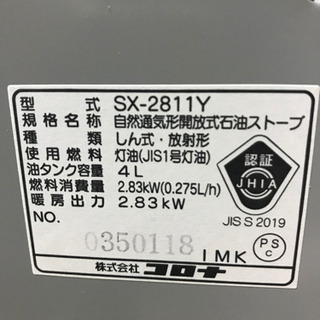 型式 SX-2811Y
規格名称 自然通気形開放式石油ストーブ
しん類 しん式・放射形
使用燃料 灯油(JIS1号灯油)
油タンク容量 4L
燃料消費量 2.83kW(0.275L/h)
暖房出力 2.83kW
認証
JHIA
JIS S 2019
NO. 0350118 1MK
PS
C
株式会社コロナ